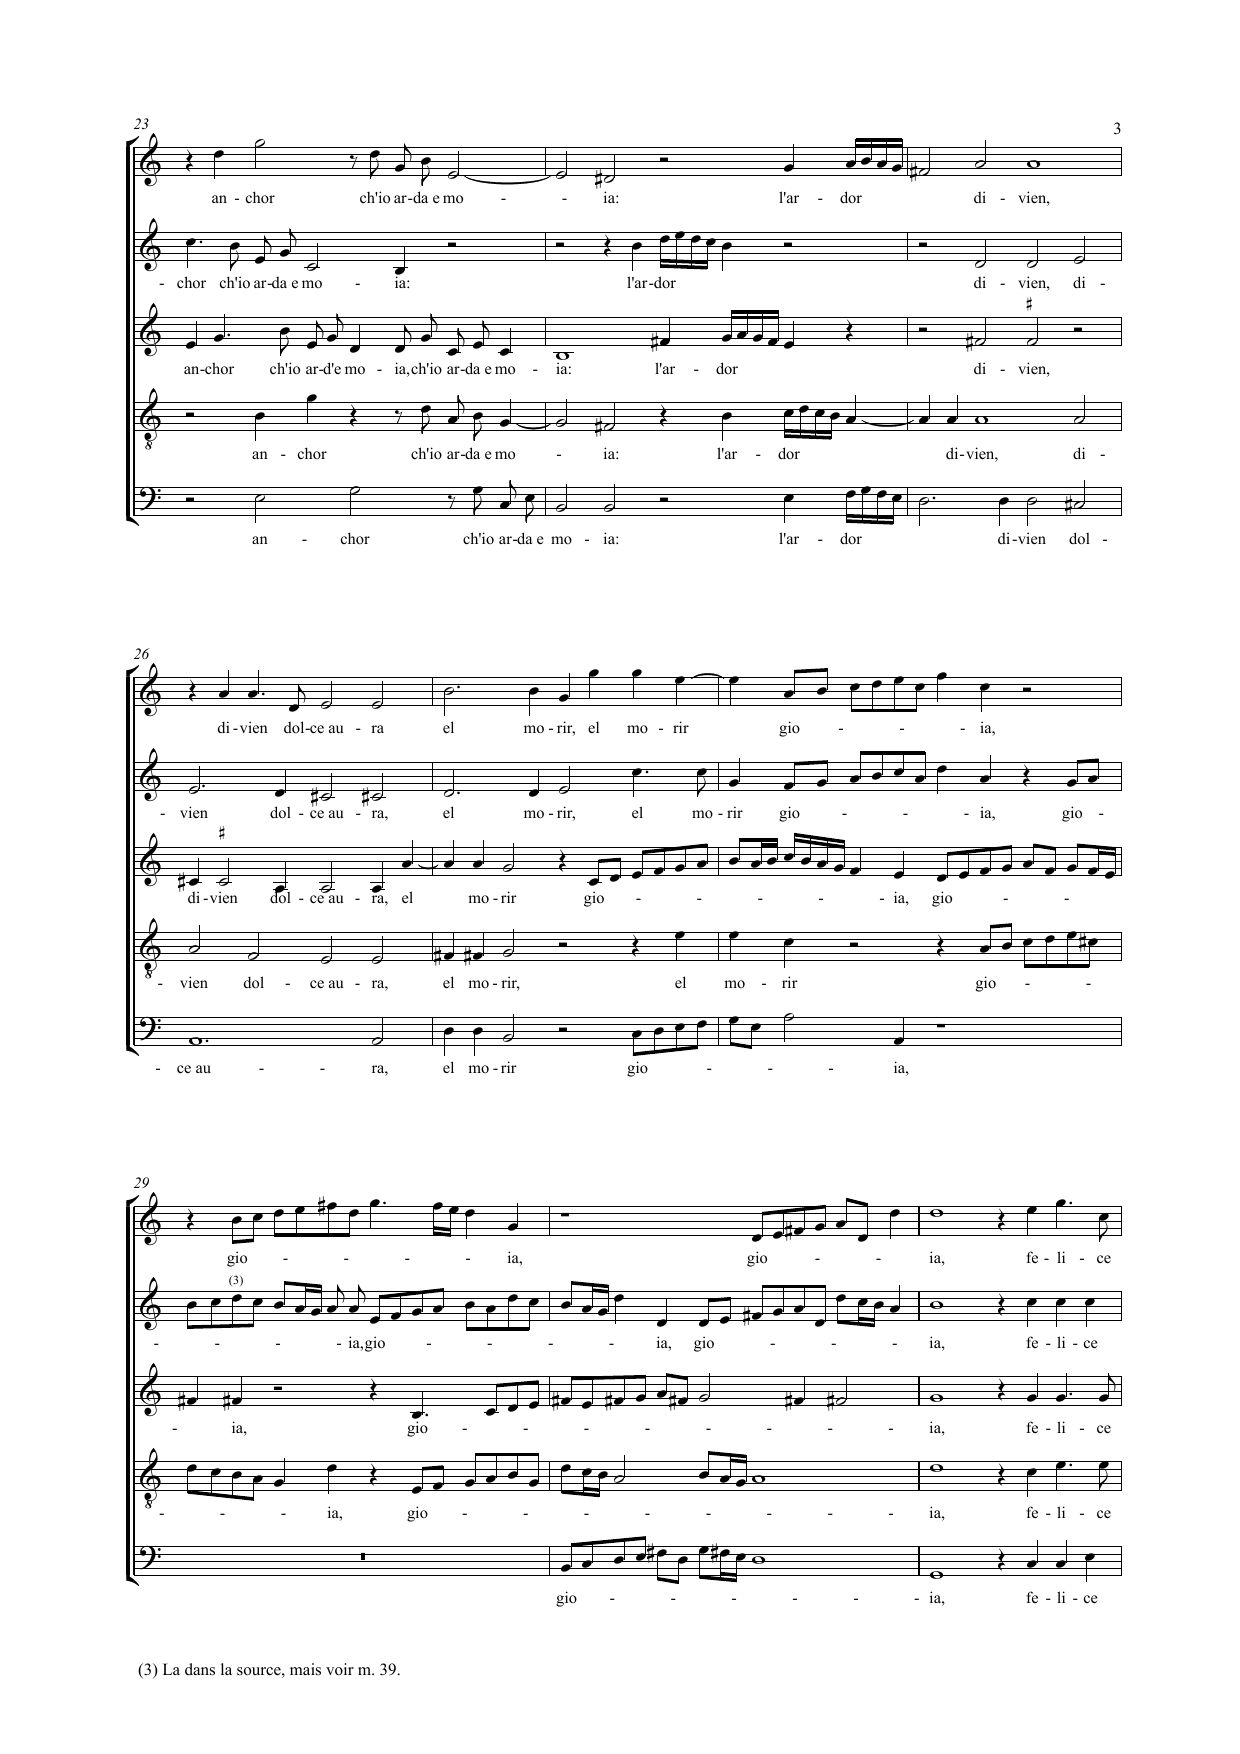 23
3
an - chor ch'io ar-da e mo - - ia: l'ar - dor di - vien,
- chor ch'io ar-da e mo - ia: l'ar-dor di - vien, di -
an-chor ch'io ar-d'e mo - ia,ch'io ar-da e mo - ia: l'ar - dor di - vien,
an - chor ch'io ar-da e mo - ia: l'ar - dor di-vien, di -
an - chor ch'io ar-da e mo - ia: l'ar - dor di-vien dol -
26
di-vien dol-ce au - ra el mo-rir, el mo - rir gio - - - ia,
- vien dol - ce au - ra, el mo-rir, el mo-rir gio - - - ia, gio -
di-vien dol - ce au - ra, el mo-rir gio - - - - ia, gio - - -
- vien dol - ce au - ra, el mo-rir, el mo - rir gio - -
- ce au - - ra, el mo-rir gio - - - - ia,
29
gio - - - - ia, gio - - - ia, fe - li - ce
(3)
- - - - ia,gio - - - - ia, gio - - - ia, fe - li - ce
- ia, gio - - - - - - - - ia, fe - li - ce
- - - ia, gio - - - - - - - - ia, fe - li - ce
gio - - - - - - ia, fe - li - ce
(3) La dans la source, mais voir m. 39.